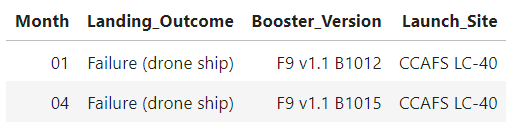 Month Landing_Outcome Booster_Version Launch_Site
01 Failure (drone ship) F9 v1.1 B1012 CCAFS LC-40
04 Failure (drone ship) F9 v1.1 B1015 CCAFS LC-40